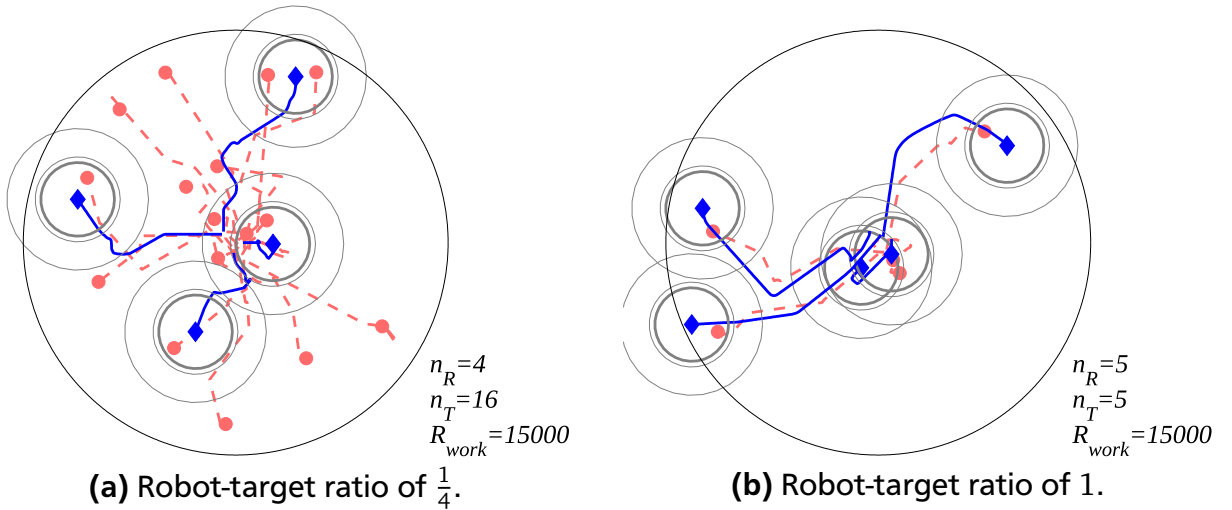 n_R=4
n_T=16
R_work=15000
(a) Robot-target ratio of 1/4.
n_R=5
n_T=5
R_work=15000
(b) Robot-target ratio of 1.